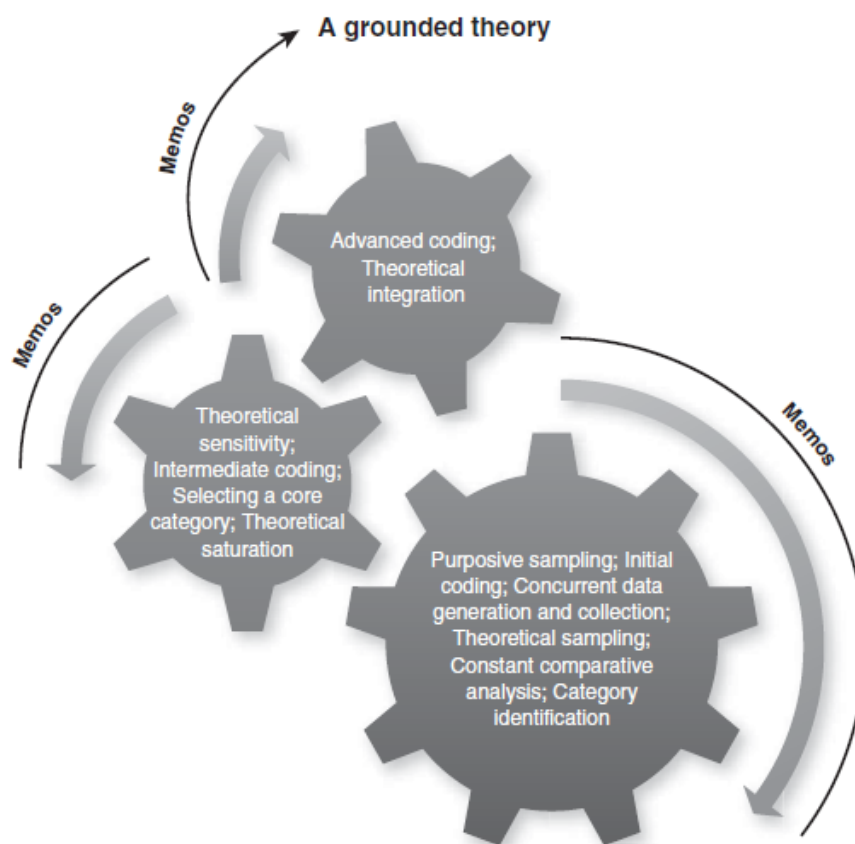 A grounded theory
Memos
Advanced coding;
Theoretical
integration
Memos
Theoretical
sensitivity;
Intermediate coding;
Selecting a core
category; Theoretical
saturation
Memos
Purposive sampling; Initial
coding; Concurrent data
generation and collection;
Theoretical sampling;
Constant comparative
analysis; Category
identification